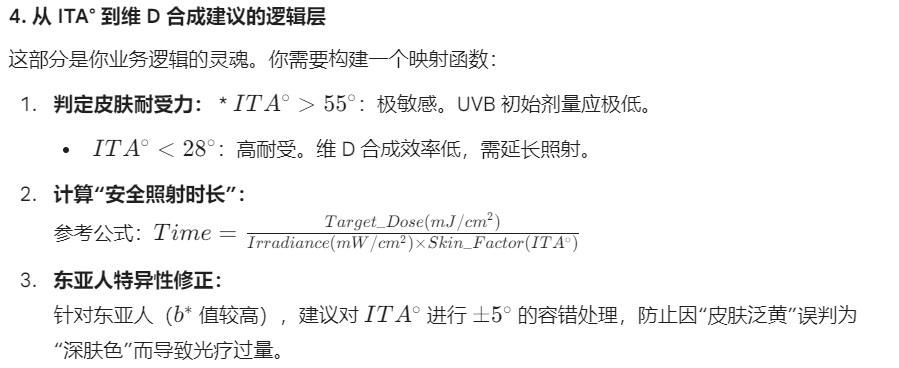 4. 从 ITA° 到维 D 合成建议的逻辑层
这部分是你业务逻辑的灵魂。你需要构建一个映射函数：
1. 判定皮肤耐受力： * ITA° > 55°：极敏感。UVB 初始剂量应极低。
• ITA° < 28°：高耐受。维 D 合成效率低，需延长照射。
2. 计算“安全照射时长”：
参考公式：Time = Target_Dose(mJ/cm²) / Irradiance(mW/cm²)×Skin_Factor(ITA°)
3. 东亚人特异性修正：
针对东亚人（b* 值较高），建议对 ITA° 进行 ±5° 的容错处理，防止因“皮肤泛黄”误判为
“深肤色”而导致光疗过量。